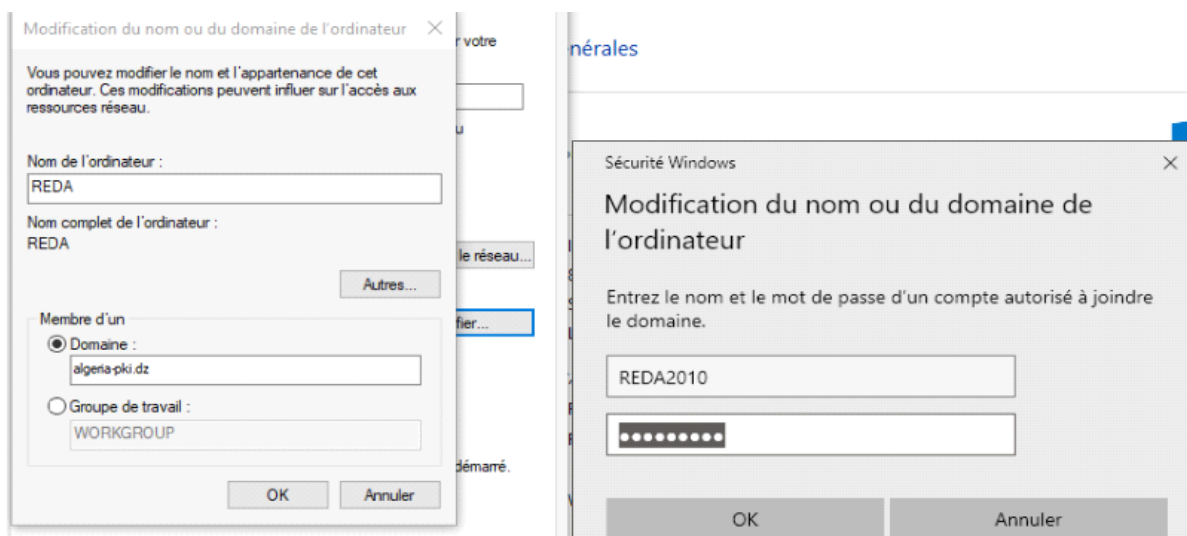 Modification du nom ou du domaine de l'ordinateur
r votre
Vous pouvez modifier le nom et l'appartenance de cet
ordinateur. Ces modifications peuvent influer sur l'accès aux
ressources réseau.
u
Nom de l'ordinateur :
REDA
Nom complet de l'ordinateur :
REDA
le réseau...
Autres...
Membre d'un
fier...
Domaine :
algeria-pki.dz
Groupe de travail :
WORKGROUP
démarré.
OK
Annuler
nérales
Sécurité Windows
Modification du nom ou du domaine de
l'ordinateur
Entrez le nom et le mot de passe d'un compte autorisé à joindre
le domaine.
REDA2010
●●●●●●●●●
OK
Annuler